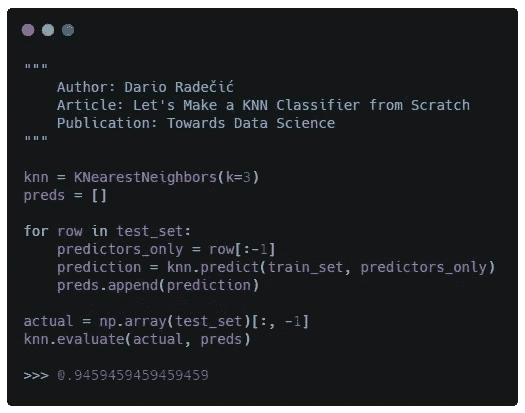 """
    Author: Dario Radečić
    Article: Let's Make a KNN Classifier from Scratch
    Publication: Towards Data Science
"""
knn = KNearestNeighbors(k=3)
preds = []
for row in test_set:
    predictors_only = row[:-1]
    prediction = knn.predict(train_set, predictors_only)
    preds.append(prediction)
actual = np.array(test_set)[:, -1]
knn.evaluate(actual, preds)
>>> 0.9459459459459459